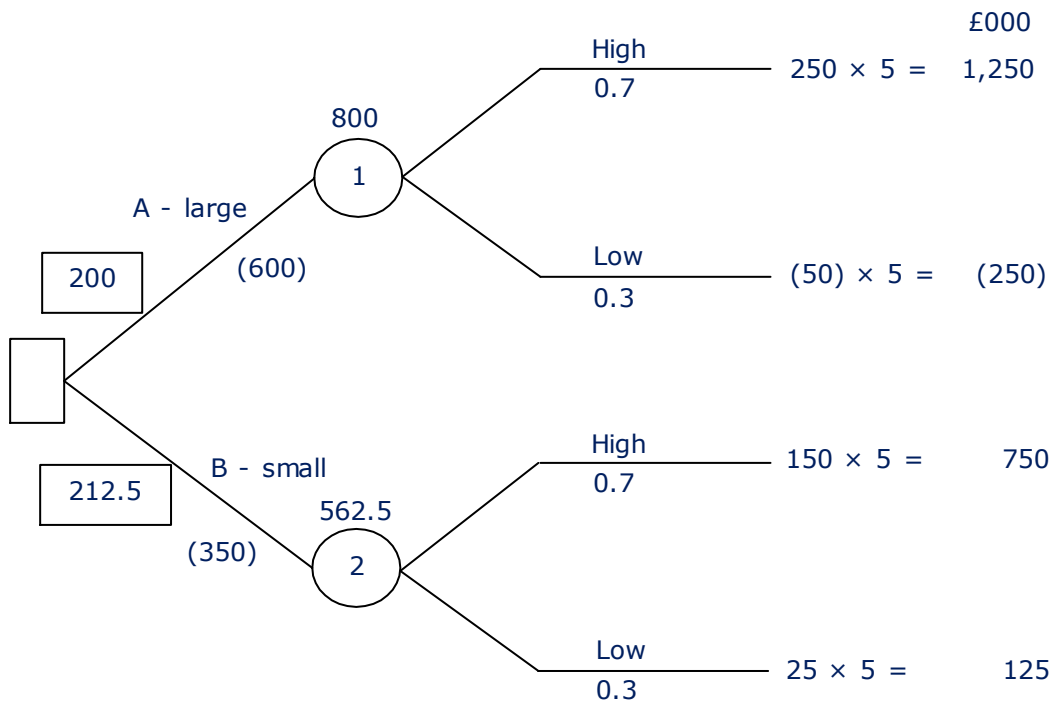 £000
High
250 × 5 = 1,250
0.7
800
1
A - large
Low
(600)
200
(50) × 5 = (250)
0.3
High
B - small
150 × 5 = 750
0.7
212.5
562.5
(350)
2
Low
25 × 5 = 125
0.3